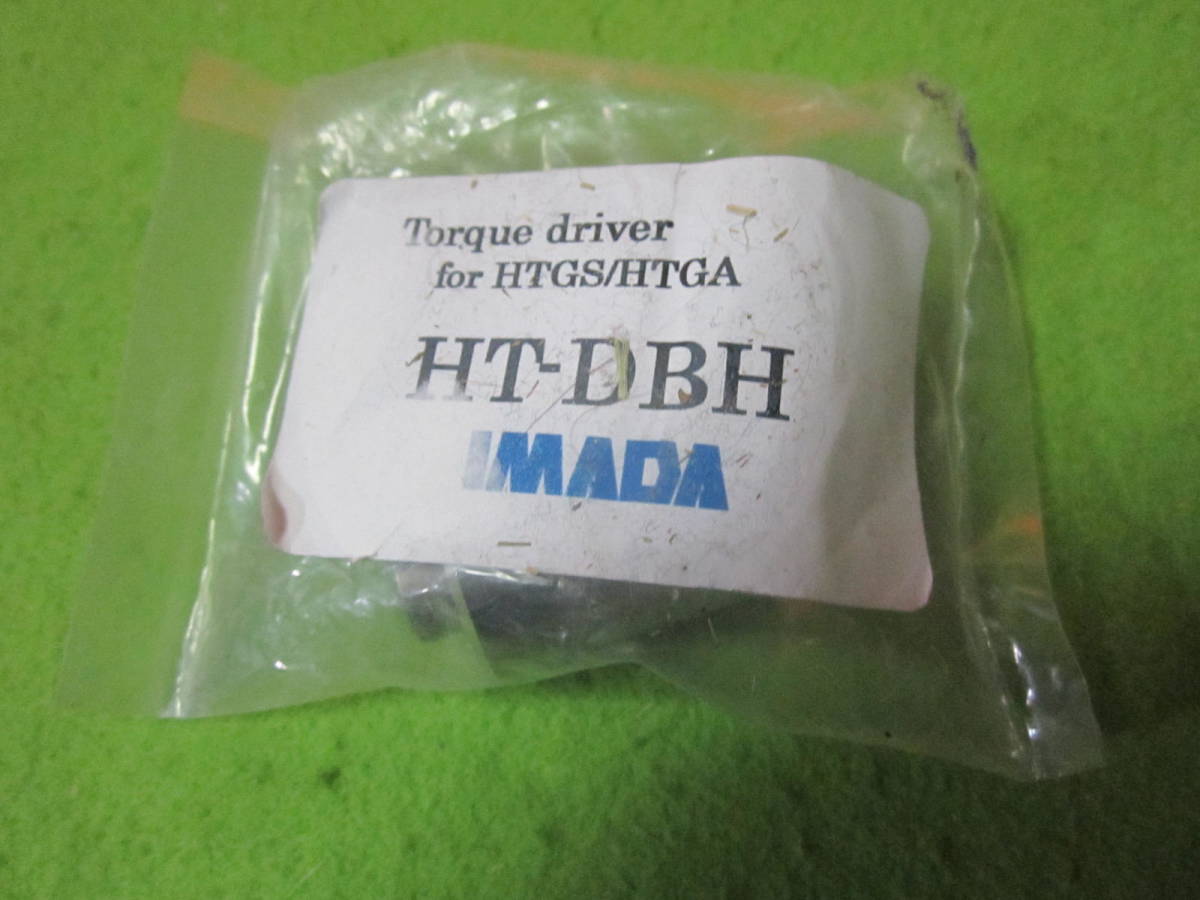 Torque driver
for HTGS/HTGA
HT-DBH
IMADA